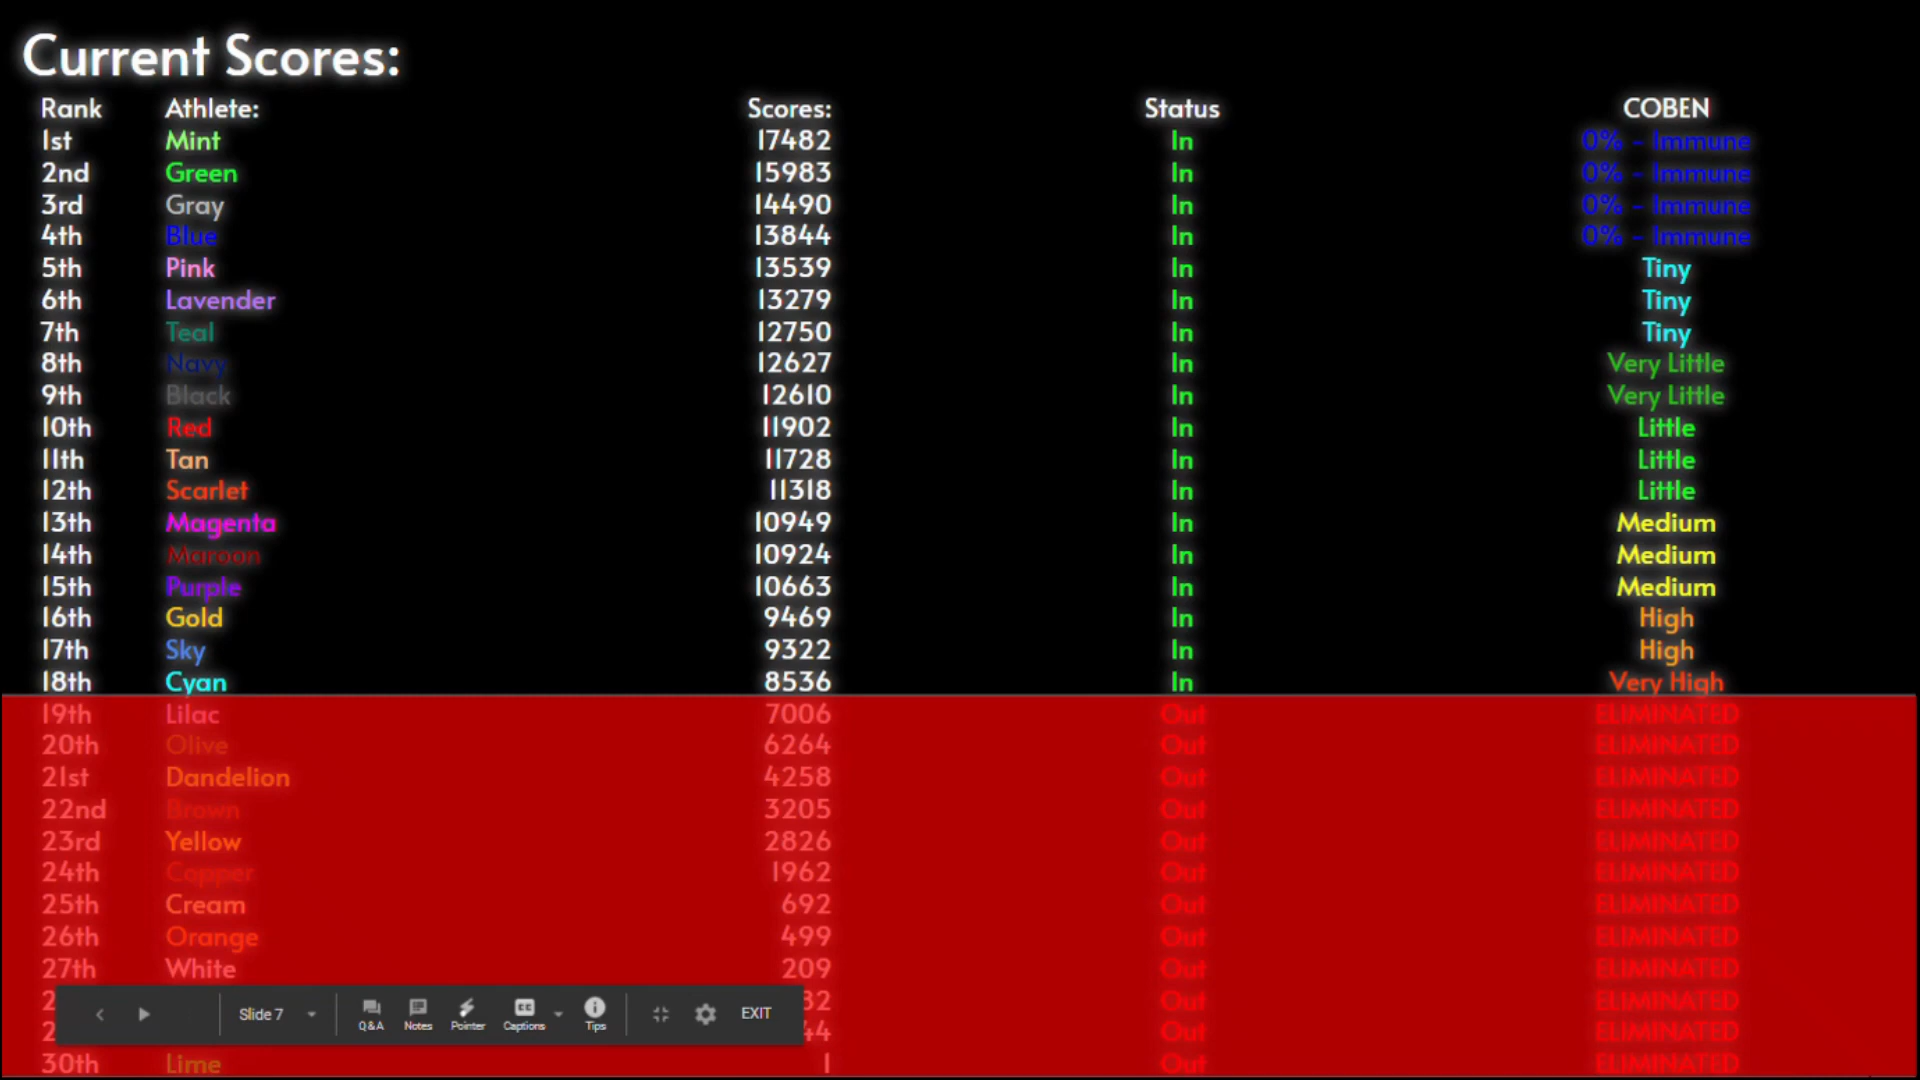 Current Scores:
Rank Athlete: Scores: Status COBEN
1st Mint 17482 In 0% - Immune
2nd Green 15983 In 0% - Immune
3rd Gray 14490 In 0% - Immune
4th Blue 13844 In 0% - Immune
5th Pink 13539 In Tiny
6th Lavender 13279 In Tiny
7th Teal 12750 In Tiny
8th Navy 12627 In Very Little
9th Black 12610 In Very Little
10th Red 11902 In Little
11th Tan 11728 In Little
12th Scarlet 11318 In Little
13th Magenta 10949 In Medium
14th Maroon 10924 In Medium
15th Purple 10663 In Medium
16th Gold 9469 In High
17th Sky 9322 In High
18th Cyan 8536 In Very High
19th Lilac 7006 Out ELIMINATED
20th Olive 6264 Out ELIMINATED
21st Dandelion 4258 Out ELIMINATED
22nd Brown 3205 Out ELIMINATED
23rd Yellow 2826 Out ELIMINATED
24th Copper 1962 Out ELIMINATED
25th Cream 692 Out ELIMINATED
26th Orange 499 Out ELIMINATED
27th White 209 Out ELIMINATED
Out ELIMINATED
Out ELIMINATED
Slide 7 Q&A Notes Pointer Captions Tips EXIT
30th Lime 1 Out ELIMINATED